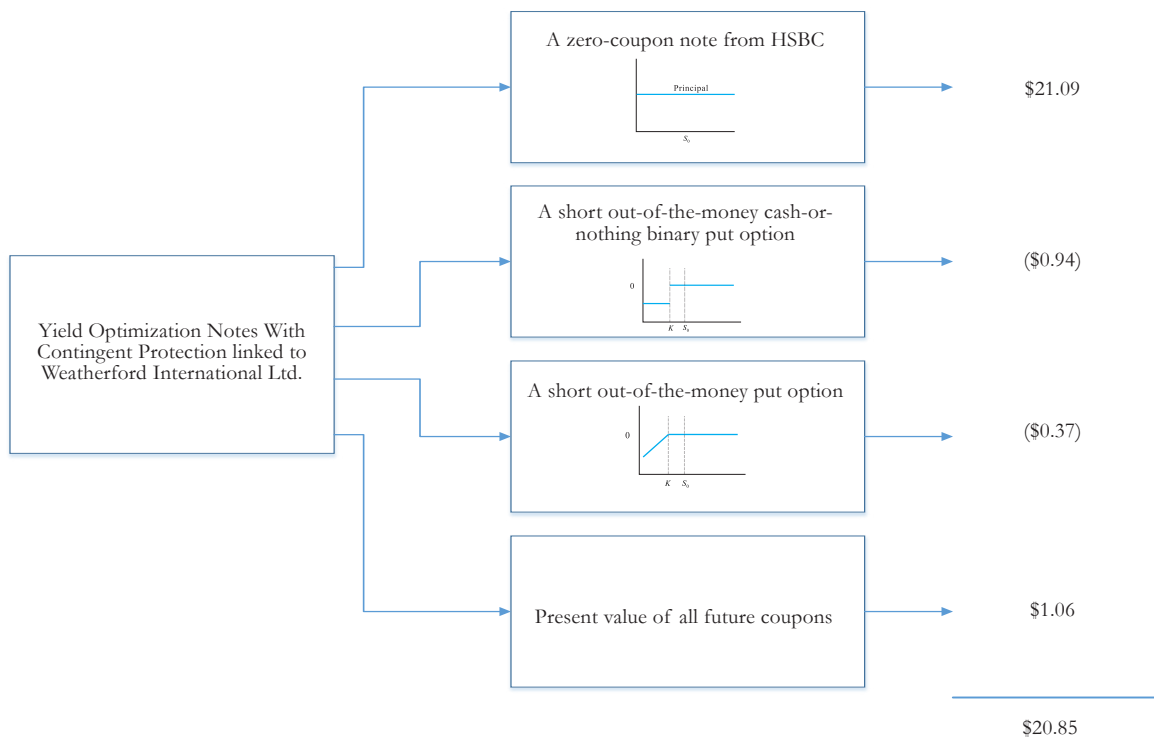 A zero-coupon note from HSBC
Principal
S₀
$21.09
A short out-of-the-money cash-or-
nothing binary put option
0
K
S₀
($0.94)
Yield Optimization Notes With
Contingent Protection linked to
Weatherford International Ltd.
A short out-of-the-money put option
0
K
S₀
($0.37)
Present value of all future coupons
$1.06
$20.85